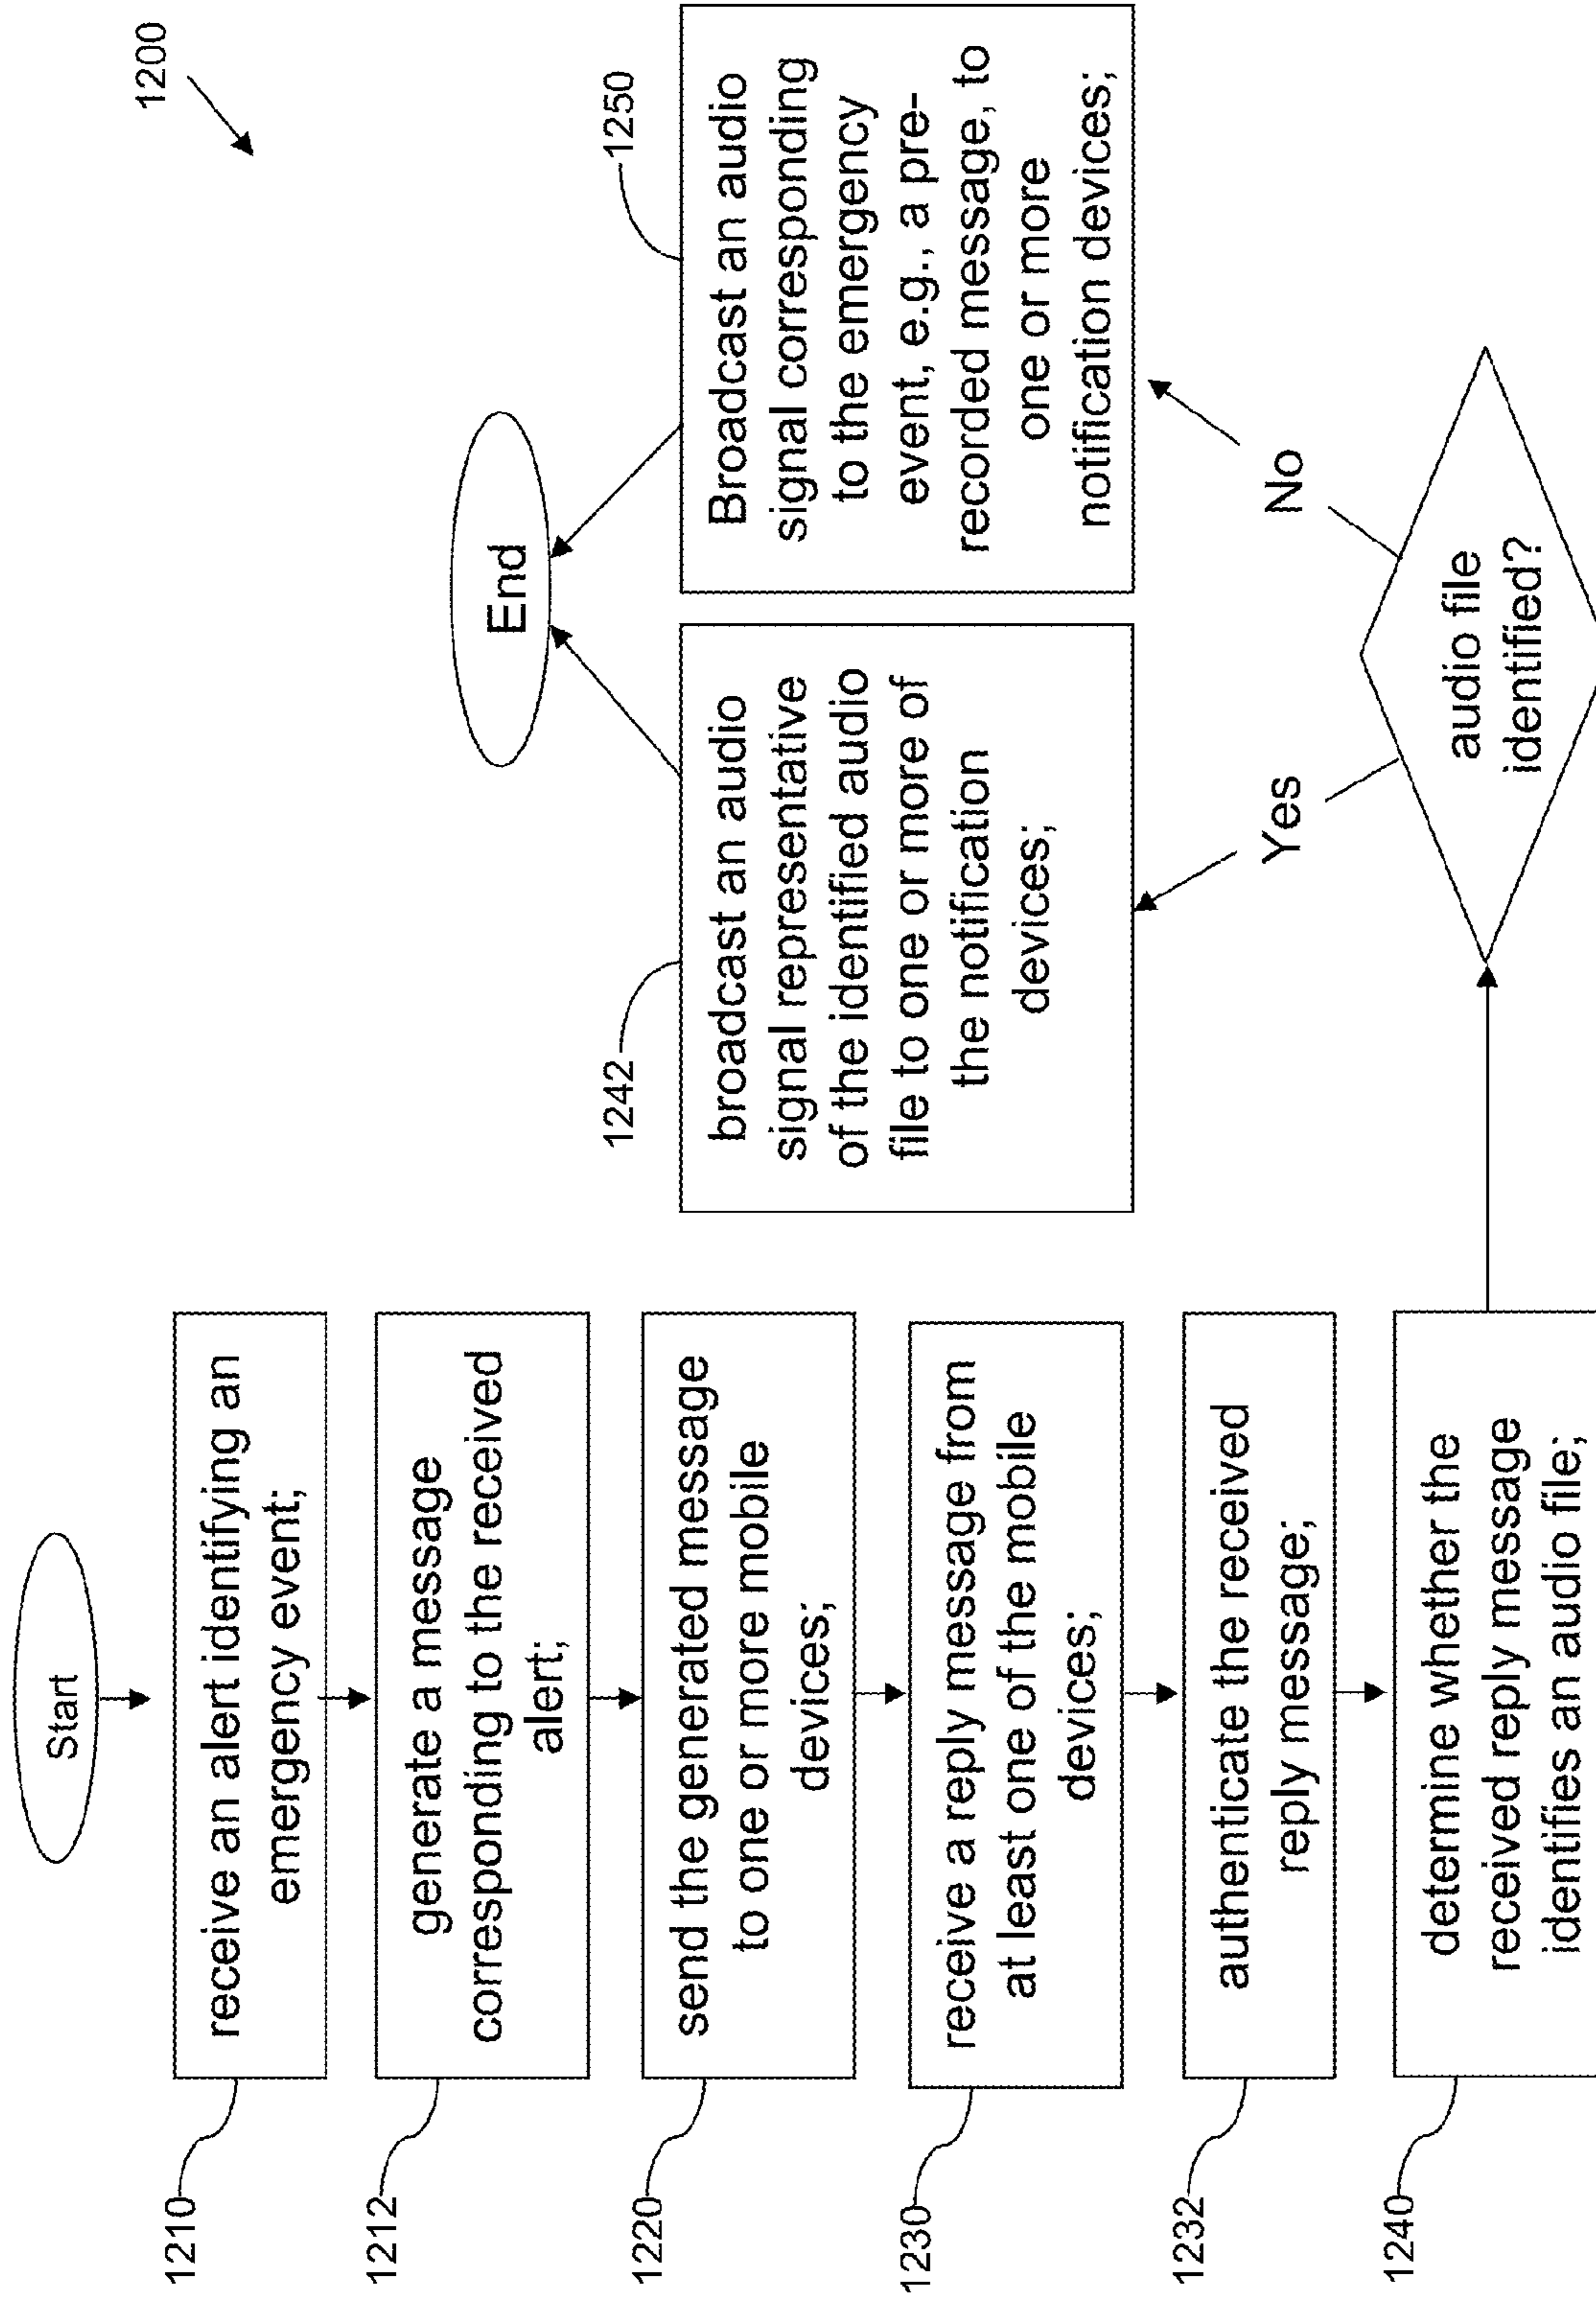 1200
Start
1210
receive an alert identifying an
emergency event;
1212
generate a message
corresponding to the received
alert;
1220
send the generated message
to one or more mobile
devices;
1230
receive a reply message from
at least one of the mobile
devices;
1232
authenticate the received
reply message;
1240
determine whether the
received reply message
identifies an audio file;
audio file
identified?
Yes
No
1242
broadcast an audio
signal representative
of the identified audio
file to one or more of
the notification
devices;
1250
Broadcast an audio
signal corresponding
to the emergency
event, e.g., a pre-
recorded message, to
one or more
notification devices;
End